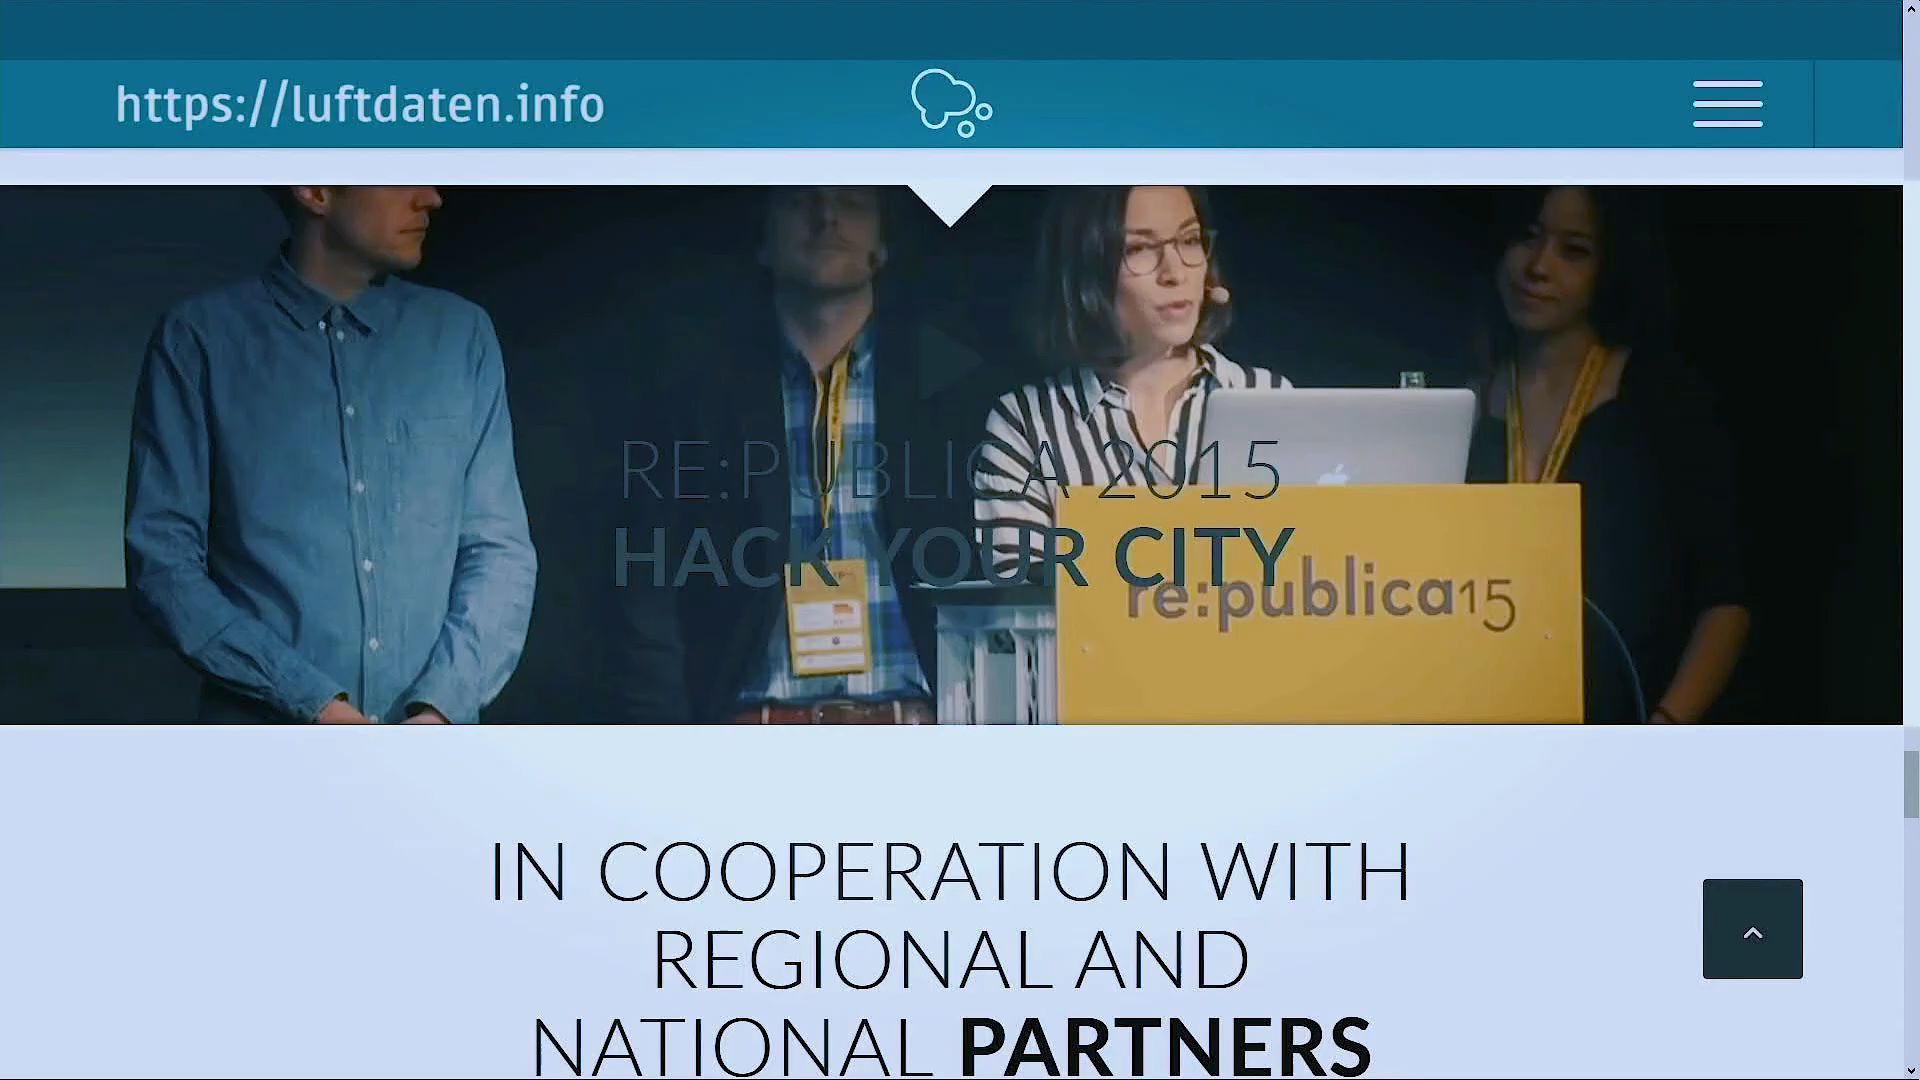 https://luftdaten.info
RE:PUBLICA 2015
HACK YOUR CITY
re:publica15
IN COOPERATION WITH
REGIONAL AND
NATIONAL PARTNERS